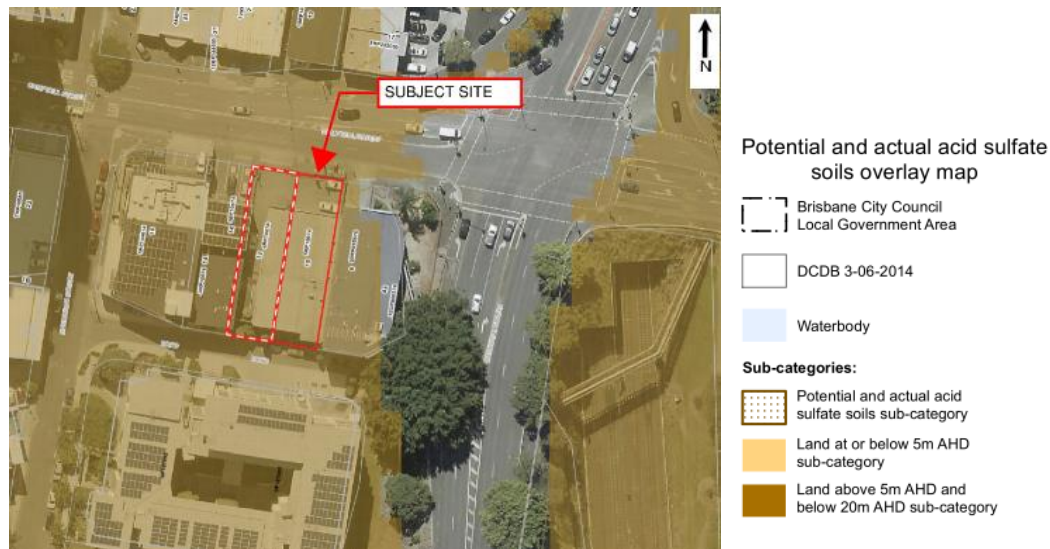 SUBJECT SITE
N
Potential and actual acid sulfate
soils overlay map
Brisbane City Council
Local Government Area
DCDB 3-06-2014
Waterbody
Sub-categories:
Potential and actual acid
sulfate soils sub-category
Land at or below 5m AHD
sub-category
Land above 5m AHD and
below 20m AHD sub-category